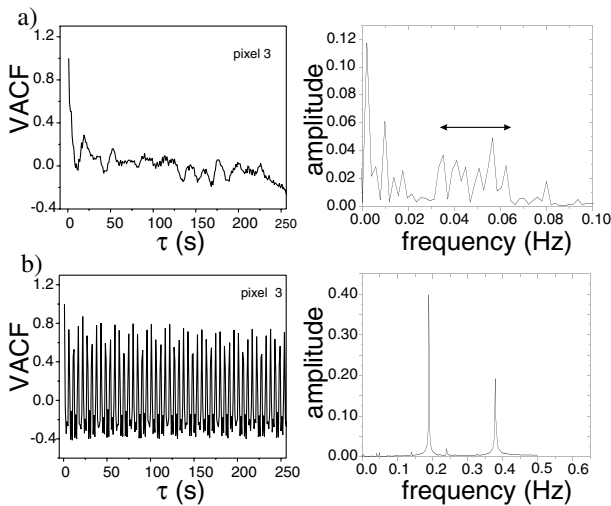 a)
1.2
0.8
0.4
0.0
-0.4
VACF
pixel 3
0 50 100 150 200 250
τ (s)
0.12
0.10
0.08
0.06
0.04
0.02
0.00
amplitude
0.00 0.02 0.04 0.06 0.08 0.10
frequency (Hz)
b)
1.2
0.8
0.4
0.0
-0.4
VACF
pixel 3
0 50 100 150 200 250
τ (s)
0.40
0.30
0.20
0.10
0.00
amplitude
0.0 0.1 0.2 0.3 0.4 0.5 0.6
frequency (Hz)